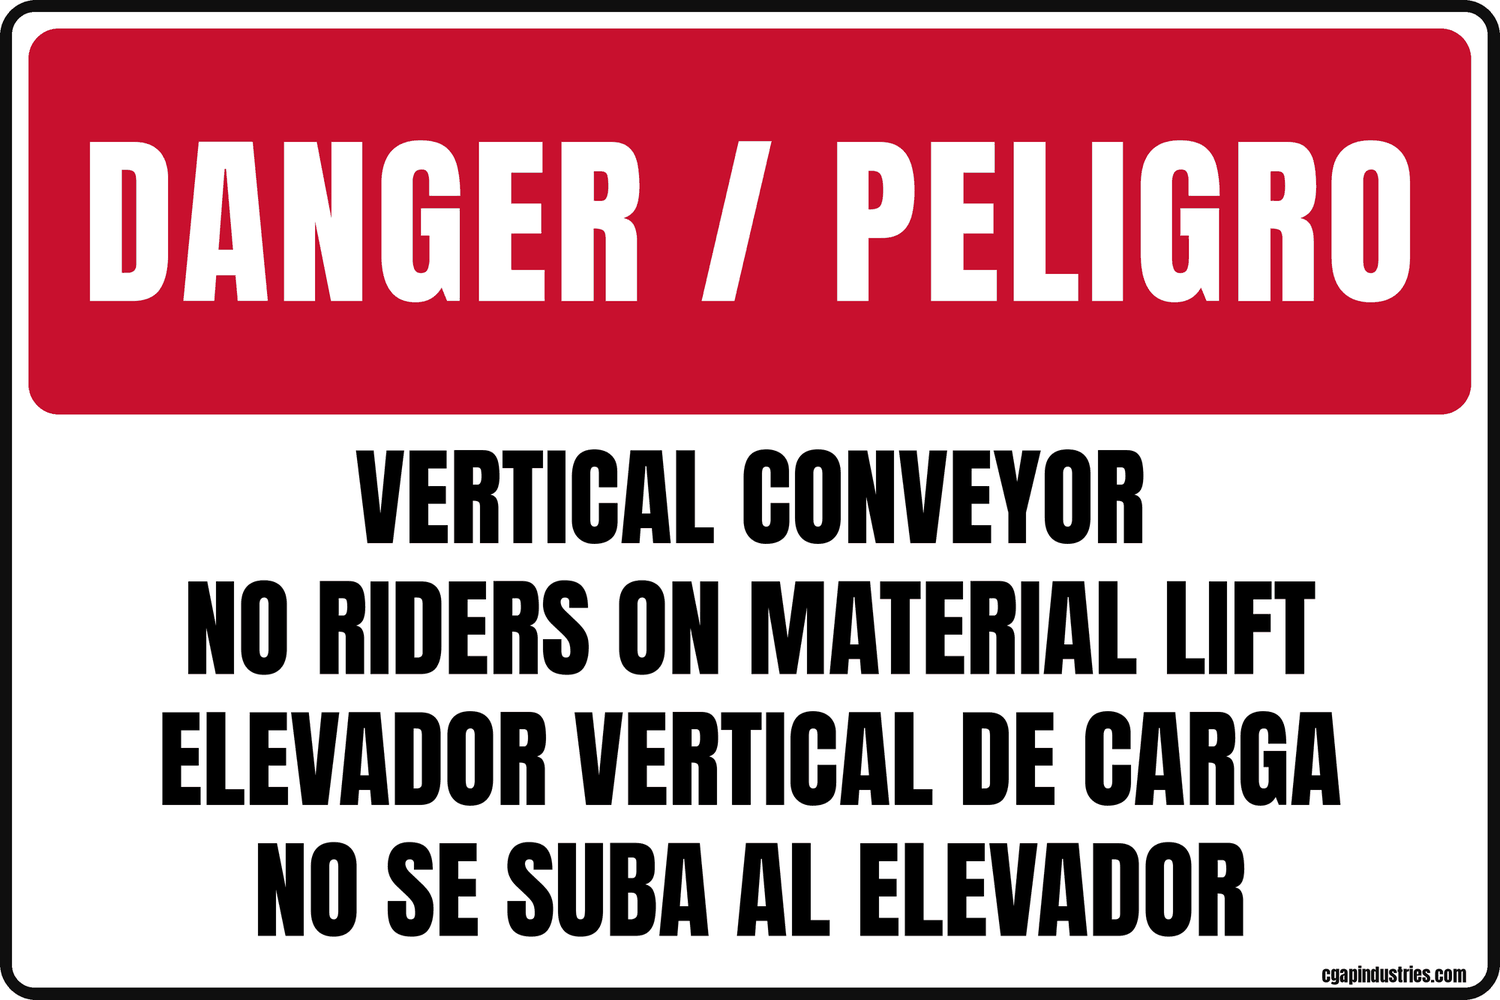 DANGER / PELIGRO
VERTICAL CONVEYOR
NO RIDERS ON MATERIAL LIFT
ELEVADOR VERTICAL DE CARGA
NO SE SUBA AL ELEVADOR
cgapindustries.com